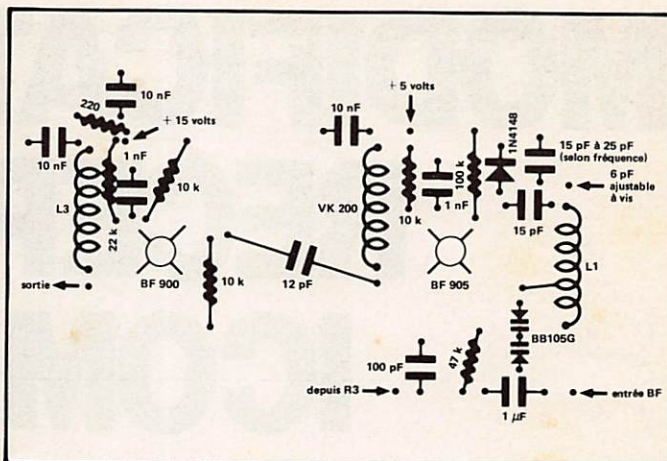 220
10 nF
+ 15 volts
10 nF
1 nF
10 k
L3
22 k
sortie
BF 900
10 k
12 pF
10 nF
+ 5 volts
VK 200
10 k
1 nF
100 k
1N4148
15 pF à 25 pF
(selon fréquence)
6 pF
ajustable
à vis
15 pF
L1
BF 905
BB105G
100 pF
47 k
depuis R3
1 µF
entrée BF